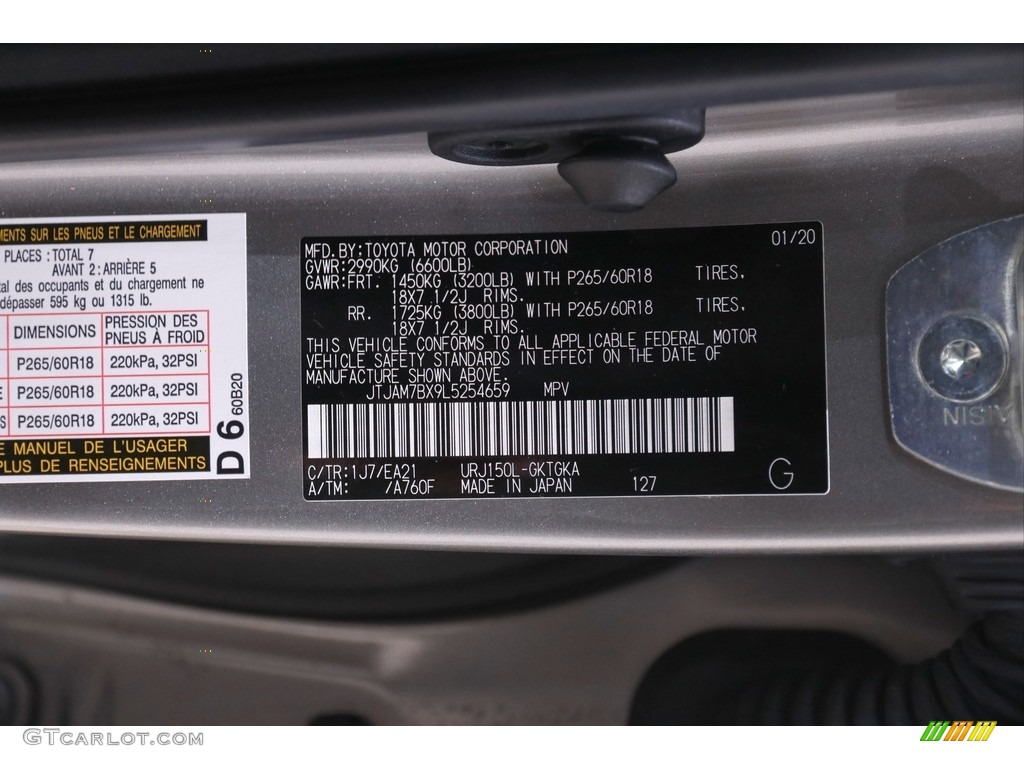 MENTS SUR LES PNEUS ET LE CHARGEMENT
PLACES : TOTAL 7
AVANT 2 : ARRIÈRE 5
tal des occupants et du chargement ne
dépasser 595 kg ou 1315 lb.
DIMENSIONS PRESSION DES PNEUS À FROID
P265/60R18 220kPa, 32PSI
E P265/60R18 220kPa, 32PSI
S P265/60R18 220kPa, 32PSI
E MANUEL DE L'USAGER
PLUS DE RENSEIGNEMENTS
D6 60B20
MFD.BY:TOYOTA MOTOR CORPORATION 01/20
GVWR:2990KG (6600LB)
GAWR:FRT. 1450KG (3200LB) WITH P265/60R18 TIRES,
18X7 1/2J RIMS.
RR. 1725KG (3800LB) WITH P265/60R18 TIRES,
18X7 1/2J RIMS.
THIS VEHICLE CONFORMS TO ALL APPLICABLE FEDERAL MOTOR
VEHICLE SAFETY STANDARDS IN EFFECT ON THE DATE OF
MANUFACTURE SHOWN ABOVE.
JTJAM7BX9L5254659 MPV
C/TR:1J7/EA21 URJ150L-GKTGKA
A/TM: /A760F MADE IN JAPAN 127
G
AISIN
GTcarlot.com